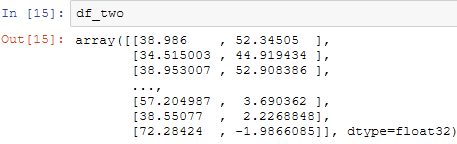 In [15]: df_two
Out[15]: array([[38.986    , 52.34505  ],
[34.515003 , 44.919434 ],
[38.953007 , 52.908386 ],
...,
[57.204987 ,  3.690362 ],
[38.55077  ,  2.2268848],
[72.28424  , -1.9866085]], dtype=float32)